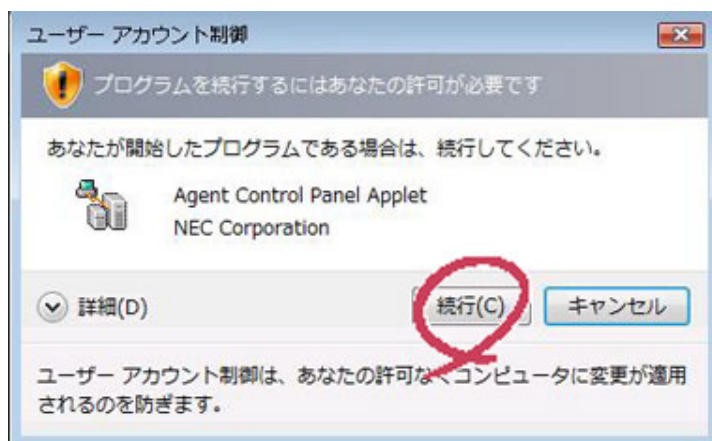 ユーザー アカウント制御
プログラムを続行するにはあなたの許可が必要です
あなたが開始したプログラムである場合は、続行してください。
Agent Control Panel Applet
NEC Corporation
詳細(D)
続行(C)
キャンセル
ユーザー アカウント制御は、あなたの許可なくコンピュータに変更が適用
されるのを防ぎます。